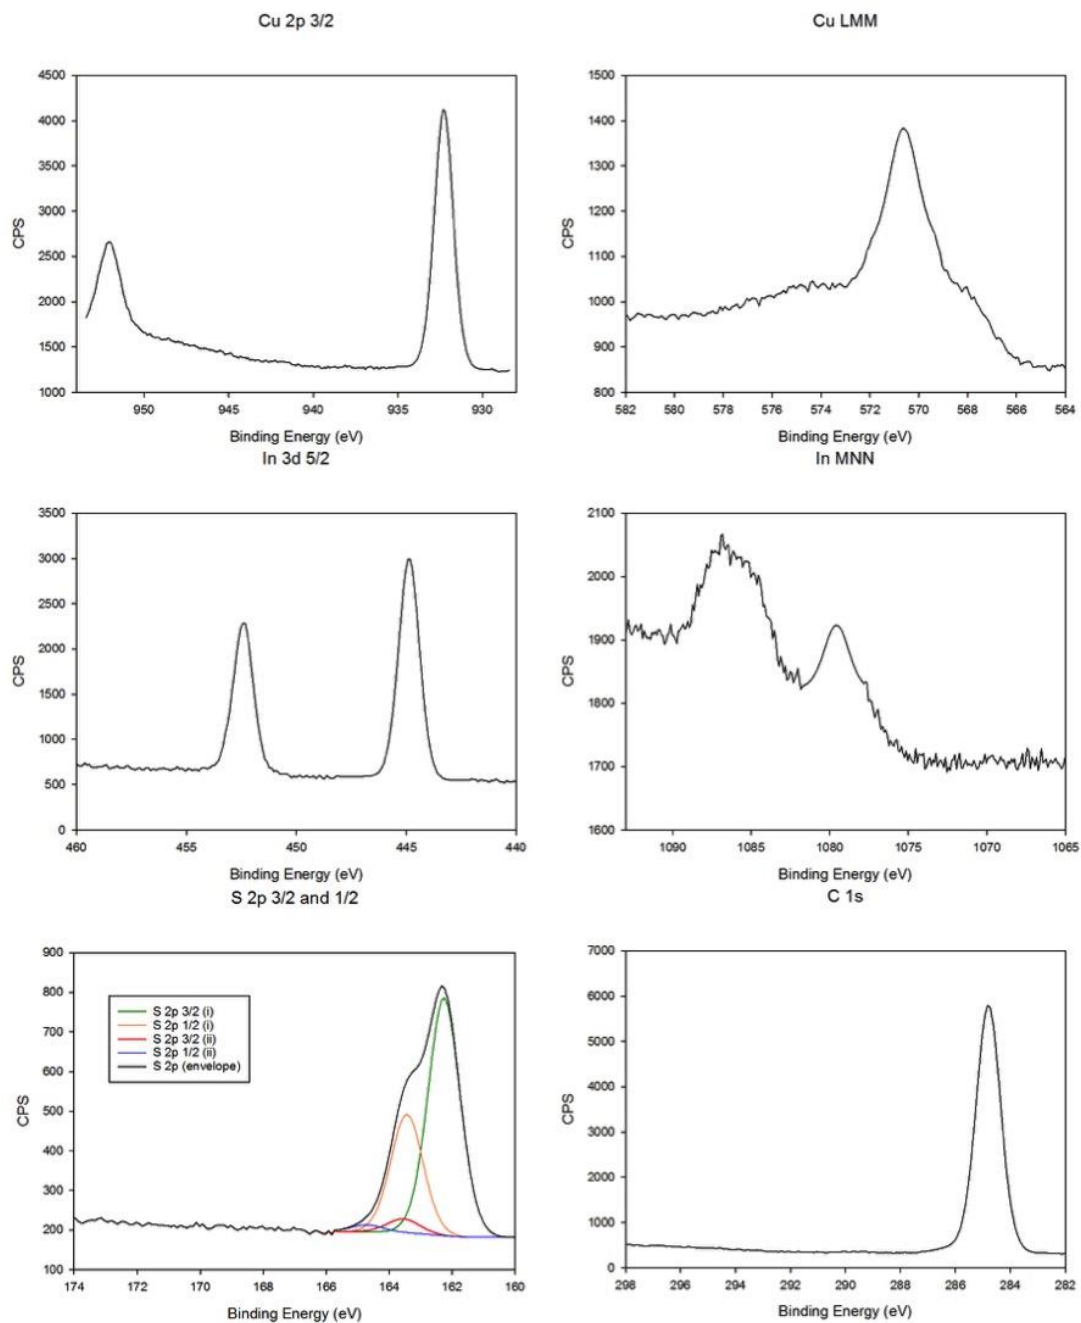 Cu 2p 3/2
4500
4000
3500
3000
2500
2000
1500
1000
CPS
950 945 940 935 930
Binding Energy (eV)
Cu LMM
1500
1400
1300
1200
1100
1000
900
800
CPS
582 580 578 576 574 572 570 568 566 564
Binding Energy (eV)
In 3d 5/2
3500
3000
2500
2000
1500
1000
500
0
CPS
460 455 450 445 440
Binding Energy (eV)
In MNN
2100
2000
1900
1800
1700
1600
CPS
1090 1085 1080 1075 1070 1065
Binding Energy (eV)
S 2p 3/2 and 1/2
900
800
700
600
500
400
300
200
100
CPS
S 2p 3/2 (i)
S 2p 1/2 (i)
S 2p 3/2 (ii)
S 2p 1/2 (ii)
S 2p (envelope)
174 172 170 168 166 164 162 160
Binding Energy (eV)
C 1s
7000
6000
5000
4000
3000
2000
1000
0
CPS
298 296 294 292 290 288 286 284 282
Binding Energy (eV)